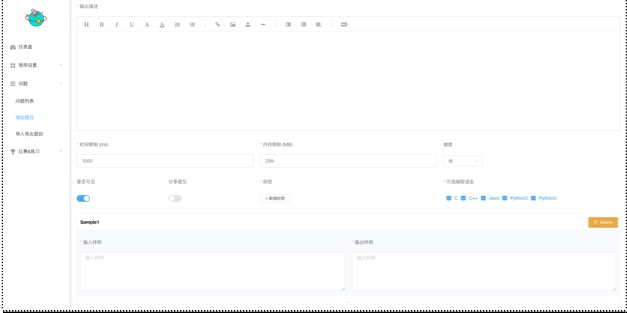 * 输出描述
H B I U A A
仪表盘
常用设置
问题
问题列表
增加题目
导入导出题目
比赛&练习
* 时间限制 (ms)
* 内存限制 (MB)
难度
1000
256
低
是否可见
分享提交
* 标签
* 可选编程语言
+ 新增标签
C C++ Java Python2 Python3
Sample1
Delete
* 输入样例
* 输出样例
输入样例
输出样例